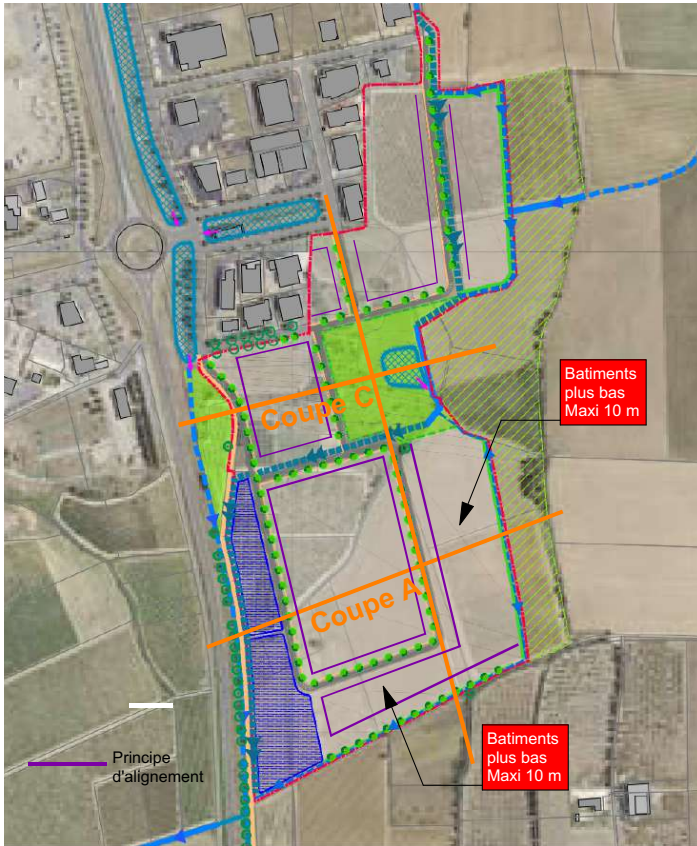 Batiments
plus bas
Maxi 10 m
Coupe C
Coupe A
Batiments
plus bas
Maxi 10 m
Principe
d'alignement